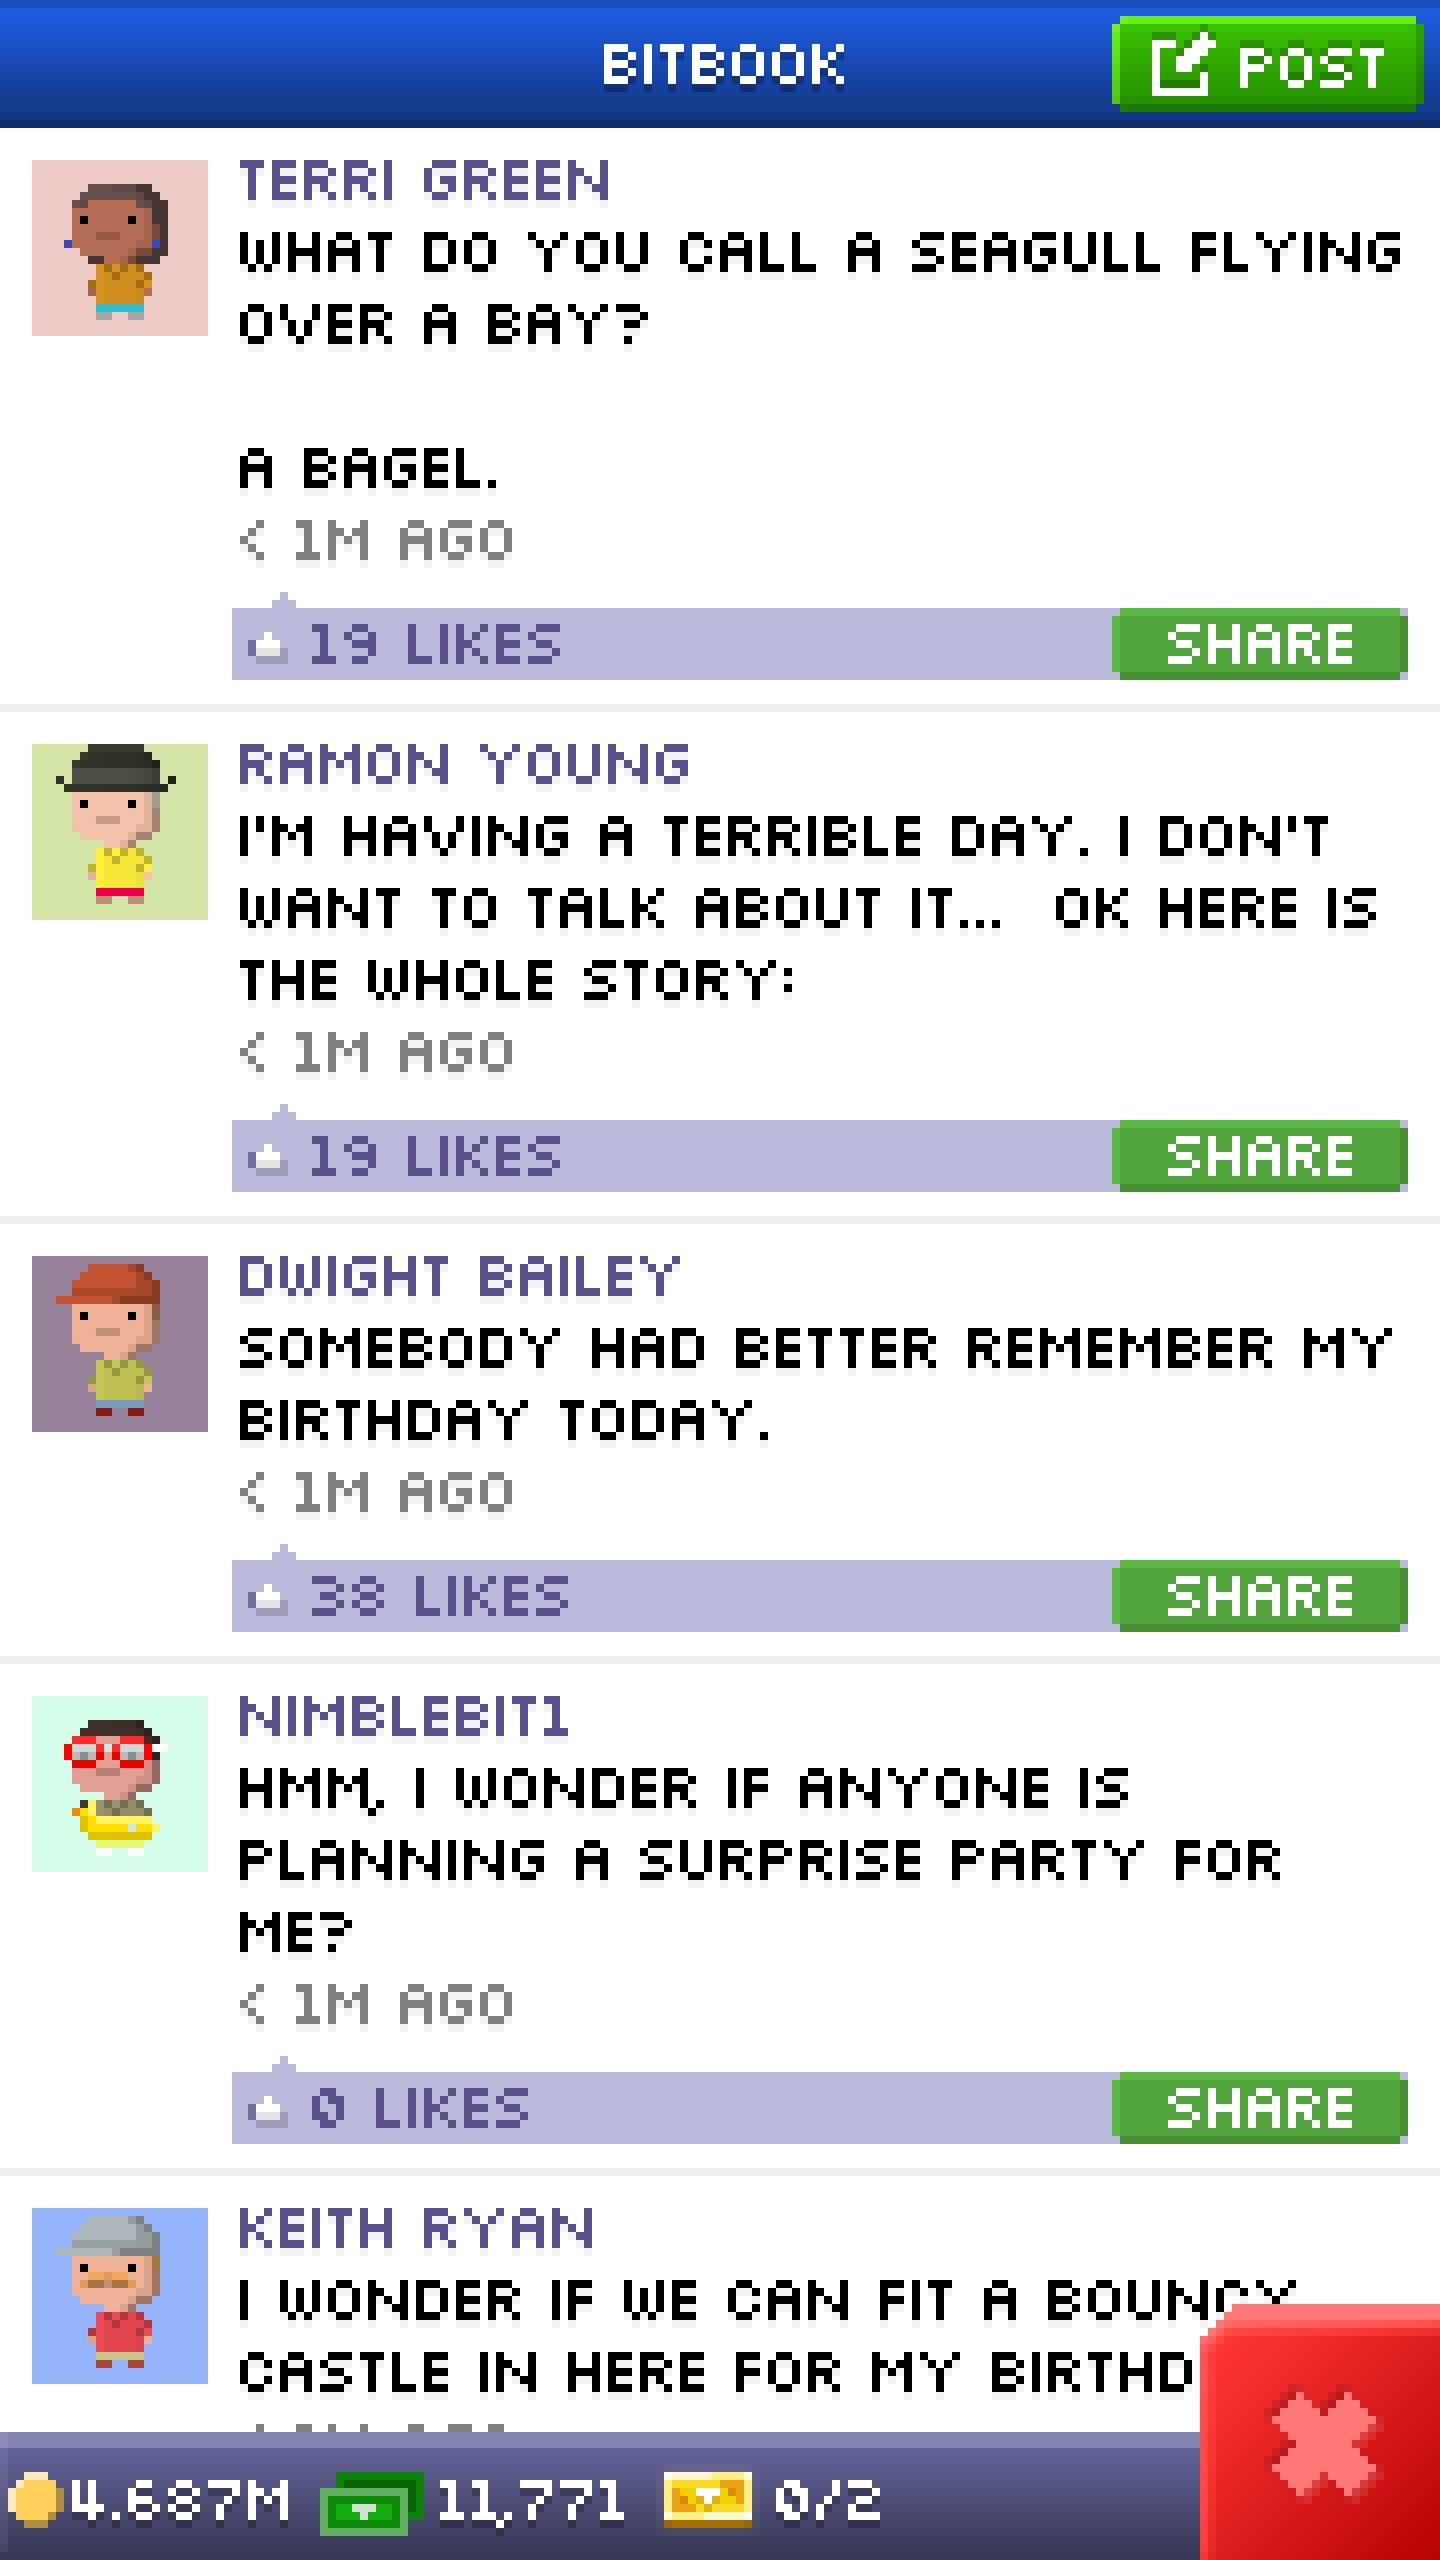 BITBOOK
POST
TERRI GREEN
WHAT DO YOU CALL A SEAGULL FLYING
OVER A BAY?
A BAGEL.
< 1M AGO
19 LIKES
SHARE
RAMON YOUNG
I'M HAVING A TERRIBLE DAY. I DON'T
WANT TO TALK ABOUT IT... OK HERE IS
THE WHOLE STORY:
< 1M AGO
19 LIKES
SHARE
DWIGHT BAILEY
SOMEBODY HAD BETTER REMEMBER MY
BIRTHDAY TODAY.
< 1M AGO
38 LIKES
SHARE
NIMBLEBIT1
HMM, I WONDER IF ANYONE IS
PLANNING A SURPRISE PARTY FOR
ME?
< 1M AGO
0 LIKES
SHARE
KEITH RYAN
I WONDER IF WE CAN FIT A BOUNCY
CASTLE IN HERE FOR MY BIRTHD
4.687M
11,771
0/2